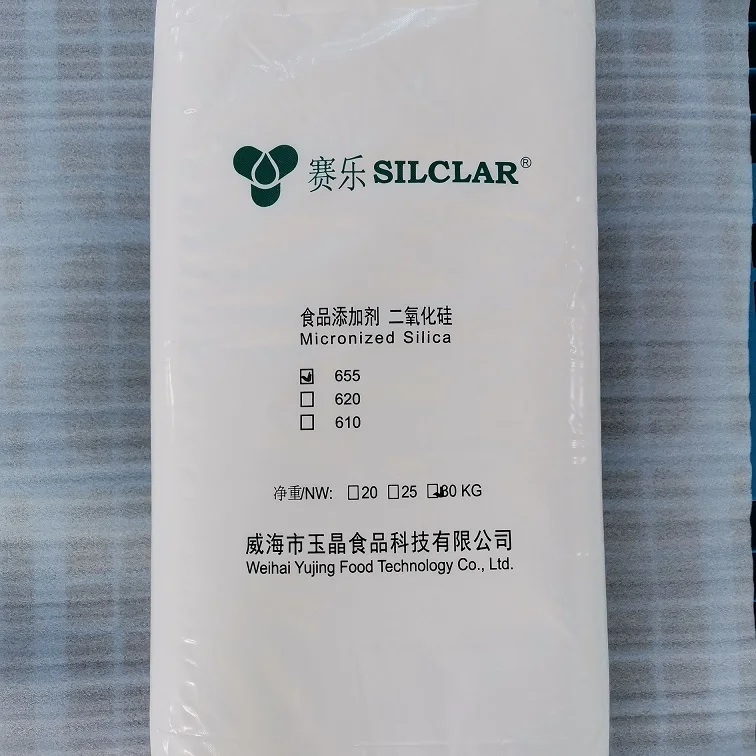 赛乐 SILCLAR®
食品添加剂 二氧化硅
Micronized Silica
☑ 655
☐ 620
☐ 610
净重/NW: ☐20 ☐25 ☑30 KG
威海市玉晶食品科技有限公司
Weihai Yujing Food Technology Co., Ltd.